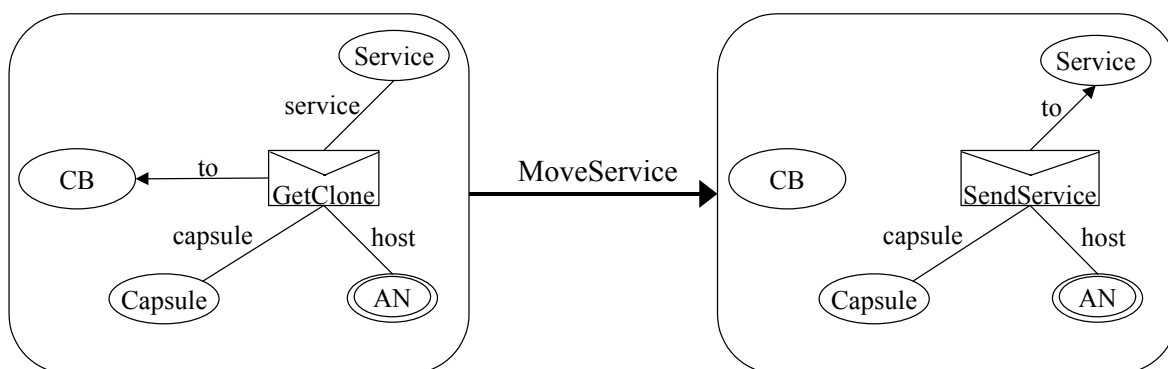 Service
service
CB
to
GetClone
capsule
host
Capsule
AN
MoveService
Service
to
CB
SendService
capsule
host
Capsule
AN